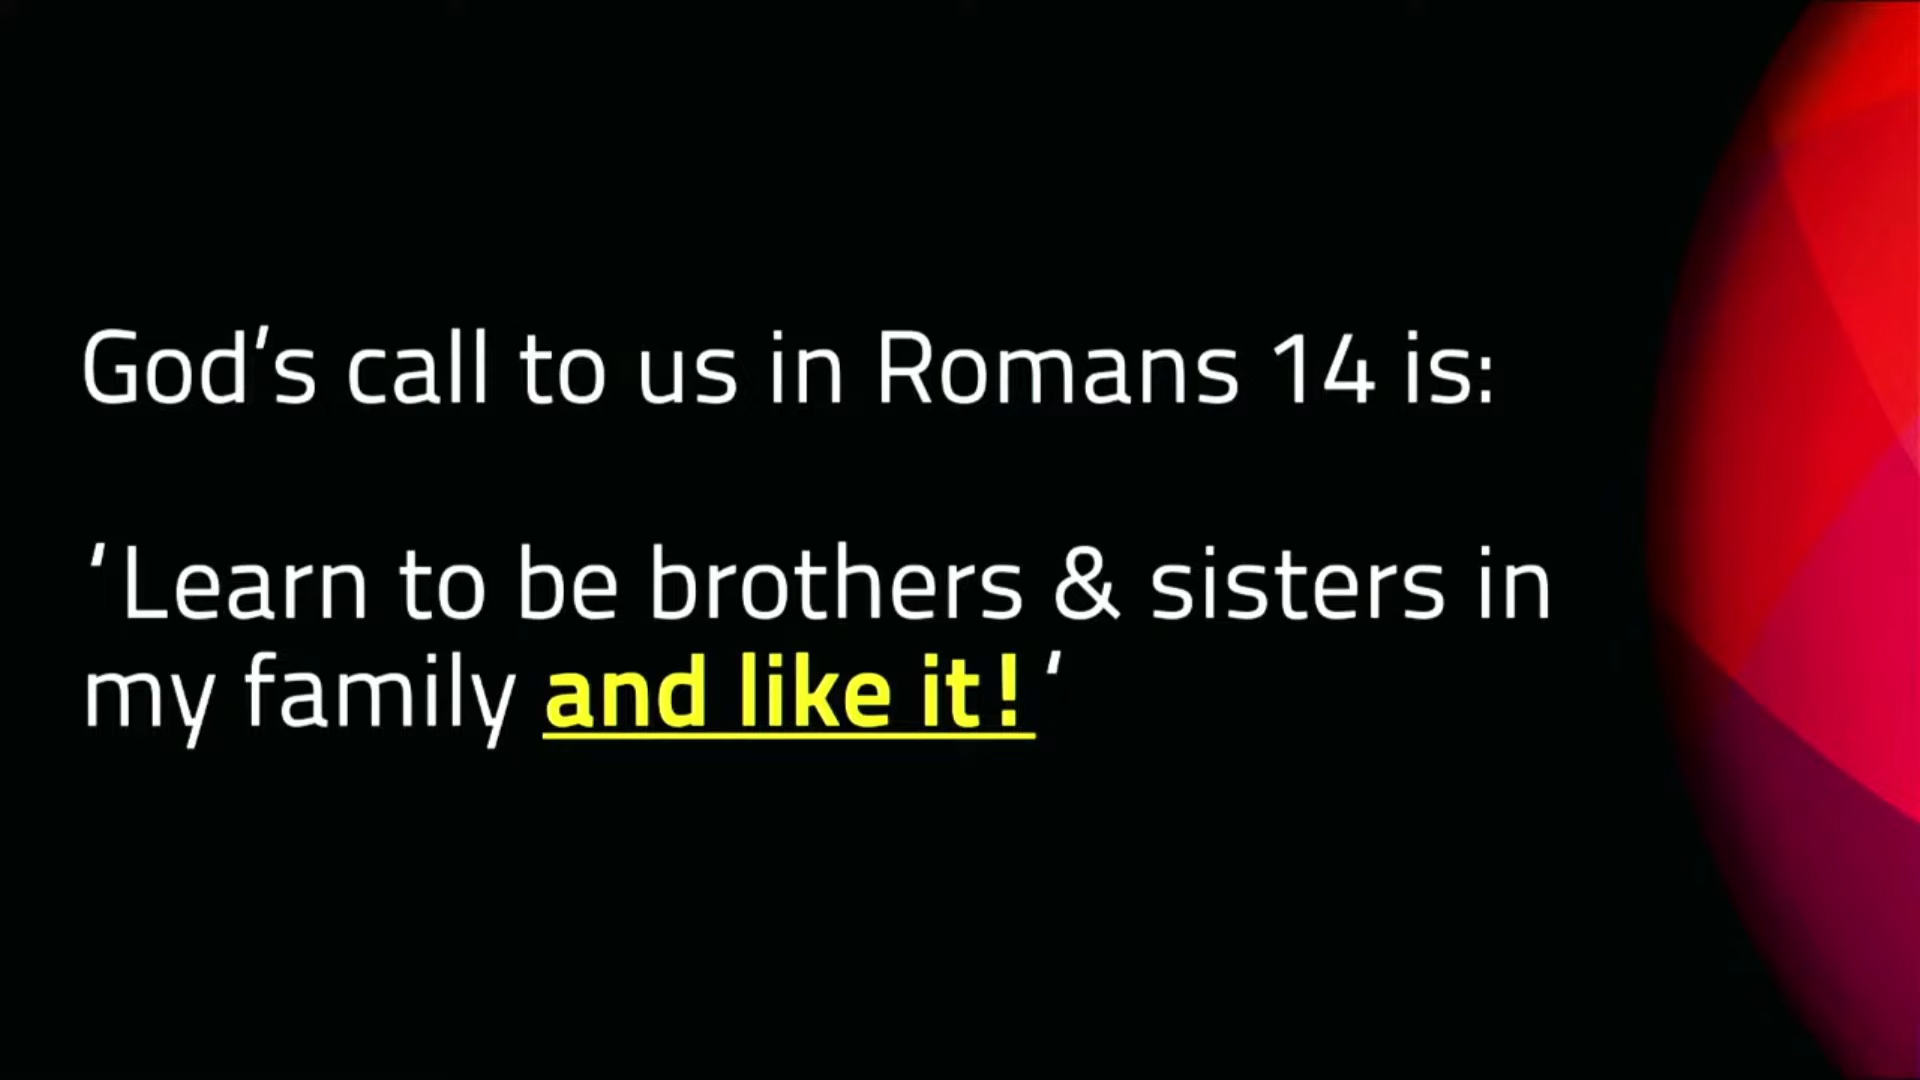 God’s call to us in Romans 14 is:
‘Learn to be brothers & sisters in
my family and like it! ‘